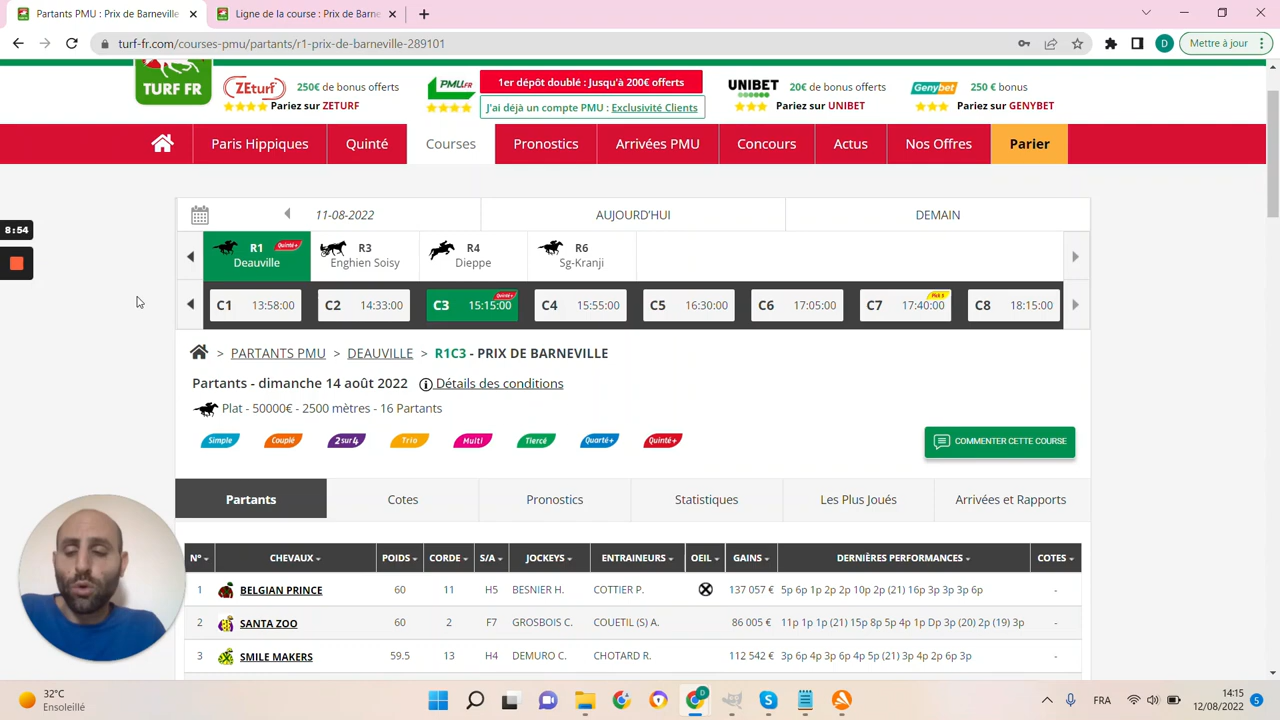 Partants PMU : Prix de Barneville
Ligne de la course : Prix de Barne
turf-fr.com/courses-pmu/partants/r1-prix-de-barneville-289101
D
Mettre à jour
TURF FR
ZEturf
250€ de bonus offerts
Pariez sur ZETURF
PMU.FR
1er dépôt doublé : Jusqu'à 200€ offerts
J'ai déjà un compte PMU : Exclusivité Clients
UNIBET
20€ de bonus offerts
Pariez sur UNIBET
Genybet
250 € bonus
Pariez sur GENYBET
Paris Hippiques
Quinté
Courses
Pronostics
Arrivées PMU
Concours
Actus
Nos Offres
Parier
8:54
11-08-2022
AUJOURD'HUI
DEMAIN
R1 Quinté+
Deauville
R3
Enghien Soisy
R4
Dieppe
R6
Sg-Kranji
C1 13:58:00
C2 14:33:00
C3 15:15:00 Quinté+
C4 15:55:00
C5 16:30:00
C6 17:05:00
C7 17:40:00 Pick 5
C8 18:15:00
> PARTANTS PMU > DEAUVILLE > R1C3 - PRIX DE BARNEVILLE
Partants - dimanche 14 août 2022 Détails des conditions
Plat - 50000€ - 2500 mètres - 16 Partants
Simple Couplé 2 sur 4 Trio Multi Tiercé Quarté+ Quinté+
COMMENTER CETTE COURSE
Partants Cotes Pronostics Statistiques Les Plus Joués Arrivées et Rapports
N° CHEVAUX POIDS CORDE S/A JOCKEYS ENTRAINEURS OEIL GAINS DERNIÈRES PERFORMANCES COTES
1 BELGIAN PRINCE 60 11 H5 BESNIER H. COTTIER P. 137 057 € 5p 6p 1p 2p 2p 10p 2p (21) 16p 3p 3p 3p 6p -
2 SANTA ZOO 60 2 F7 GROSBOIS C. COUETIL (S) A. 86 005 € 11p 1p 1p (21) 15p 8p 5p 4p 1p Dp 3p (20) 2p (19) 3p -
3 SMILE MAKERS 59.5 13 H4 DEMURO C. CHOTARD R. 112 542 € 3p 6p 4p 3p 6p 4p 5p (21) 3p 4p 2p 6p 3p -
32°C
Ensoleillé
D
FRA
14:15
12/08/2022
5